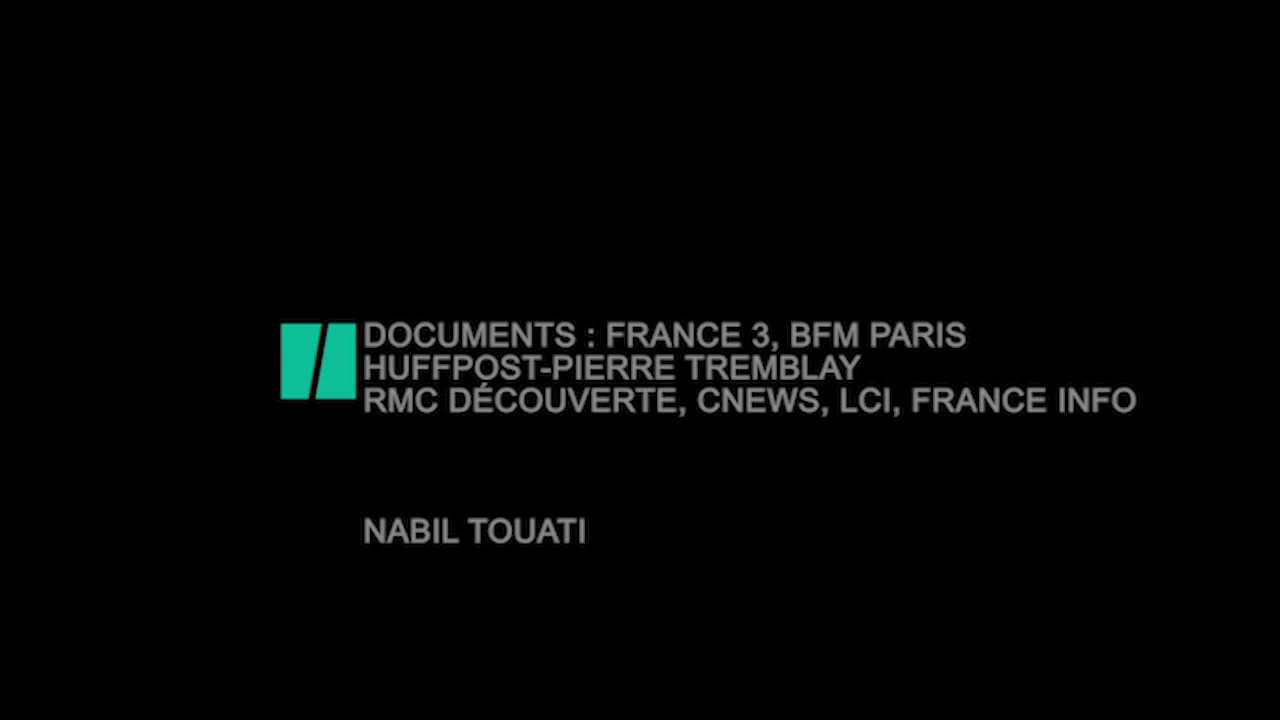 DOCUMENTS : FRANCE 3, BFM PARIS
HUFFPOST-PIERRE TREMBLAY
RMC DÉCOUVERTE, CNEWS, LCI, FRANCE INFO
NABIL TOUATI